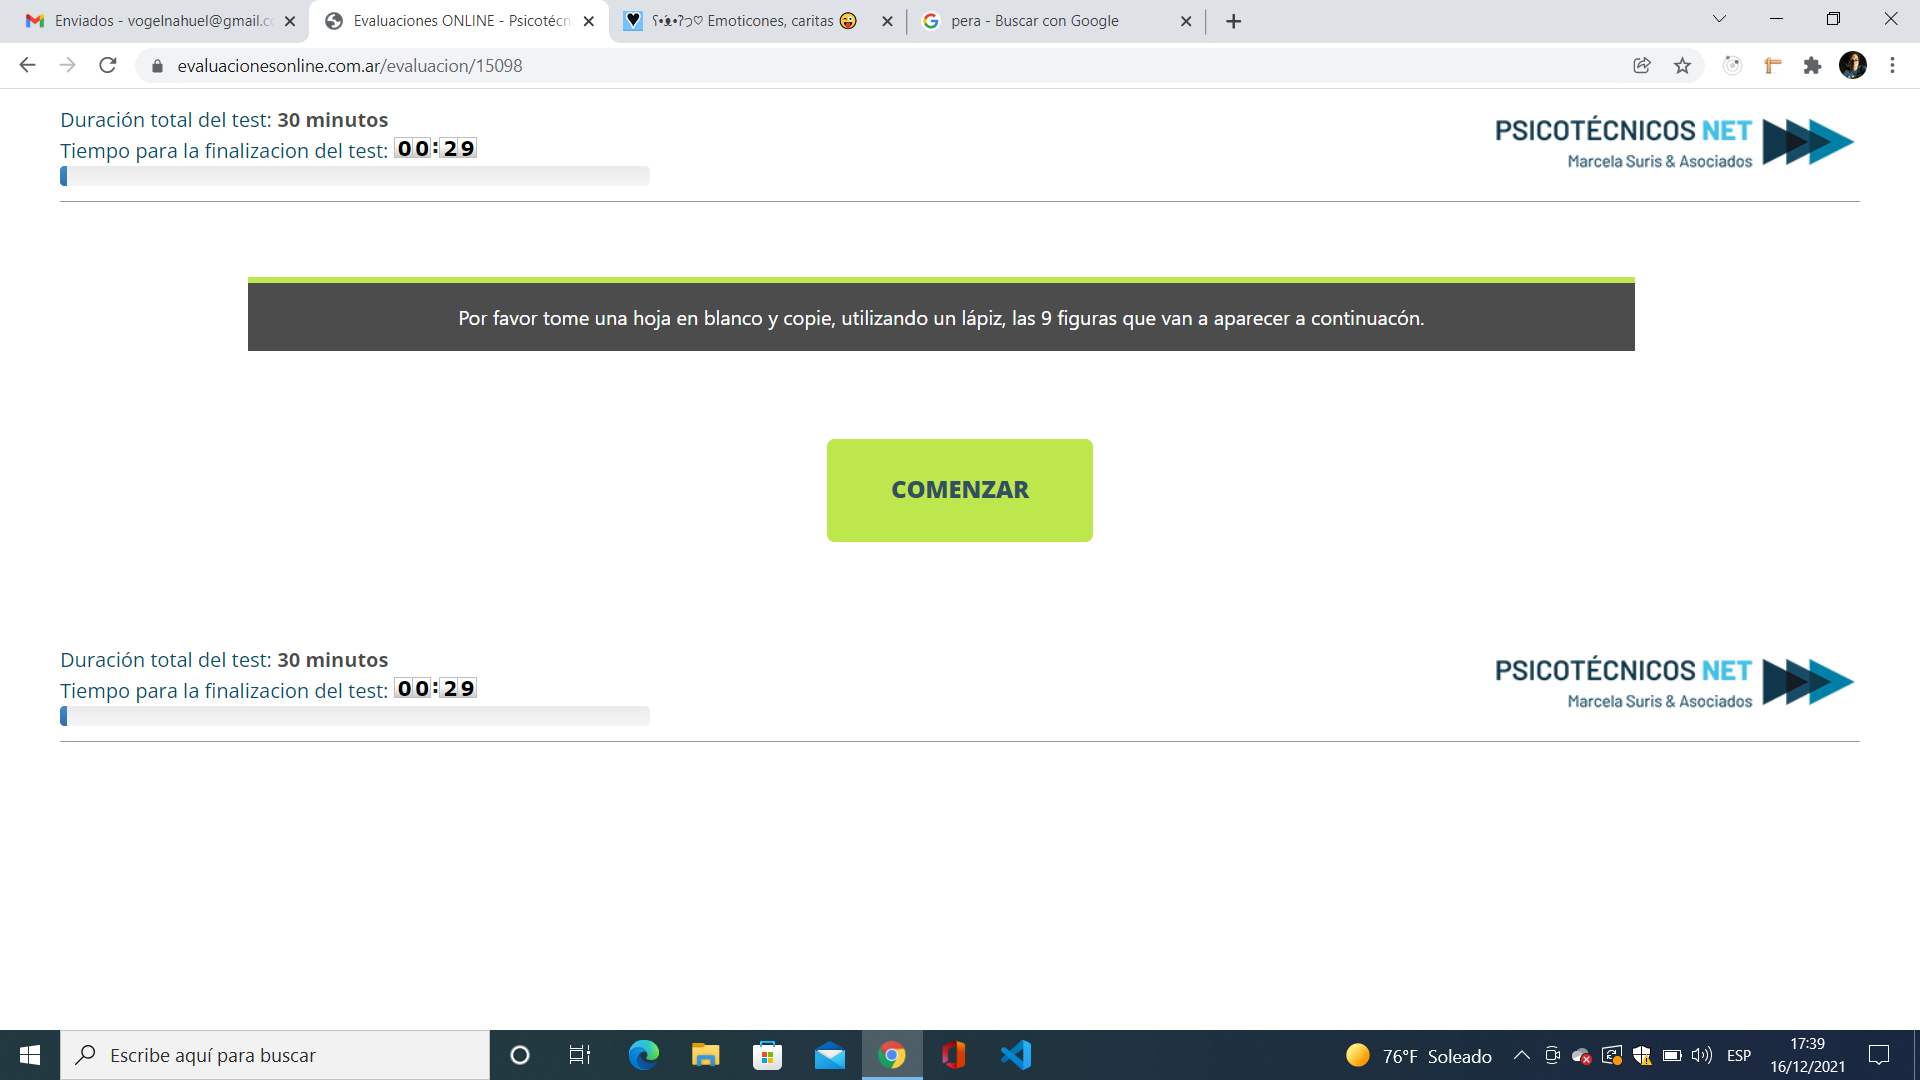 Enviados - vogelnahuel@gmail.co
Evaluaciones ONLINE - Psicotécn
Emoticones, caritas 😜
pera - Buscar con Google
evaluacionesonline.com.ar/evaluacion/15098
Duración total del test: 30 minutos
Tiempo para la finalizacion del test: 00:29
PSICOTÉCNICOS NET
Marcela Suris & Asociados
Por favor tome una hoja en blanco y copie, utilizando un lápiz, las 9 figuras que van a aparecer a continuacón.
COMENZAR
Duración total del test: 30 minutos
Tiempo para la finalizacion del test: 00:29
PSICOTÉCNICOS NET
Marcela Suris & Asociados
Escribe aquí para buscar
76°F Soleado
ESP
17:39
16/12/2021